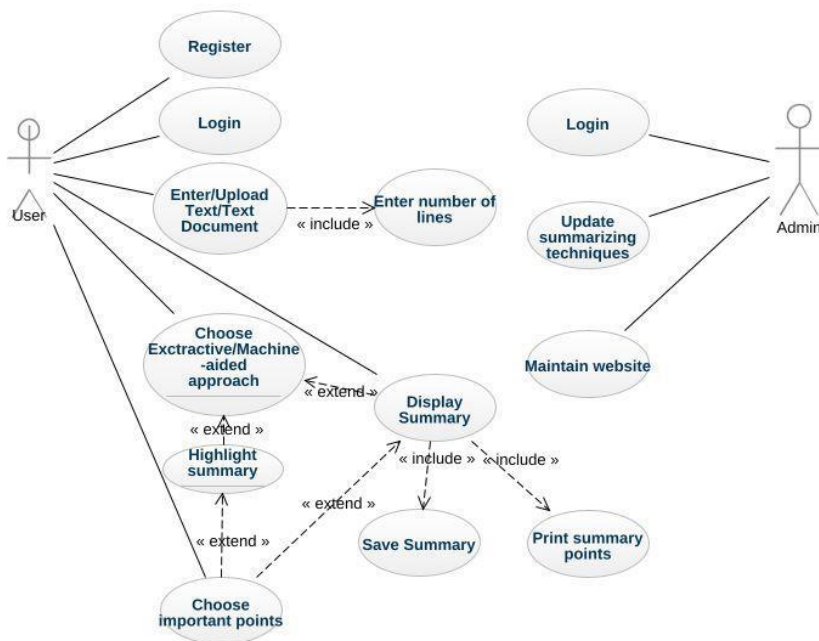 Register
Login
Login
User
Admin
Enter/Upload
Text/Text
Document
« include »
Enter number of
lines
Update
summarizing
techniques
Choose
Exctractive/Machine
-aided
approach
Maintain website
« extend »
Display
Summary
« extend »
Highlight
summary
« include »
« include »
« extend »
« extend »
Save Summary
Print summary
points
Choose
important points